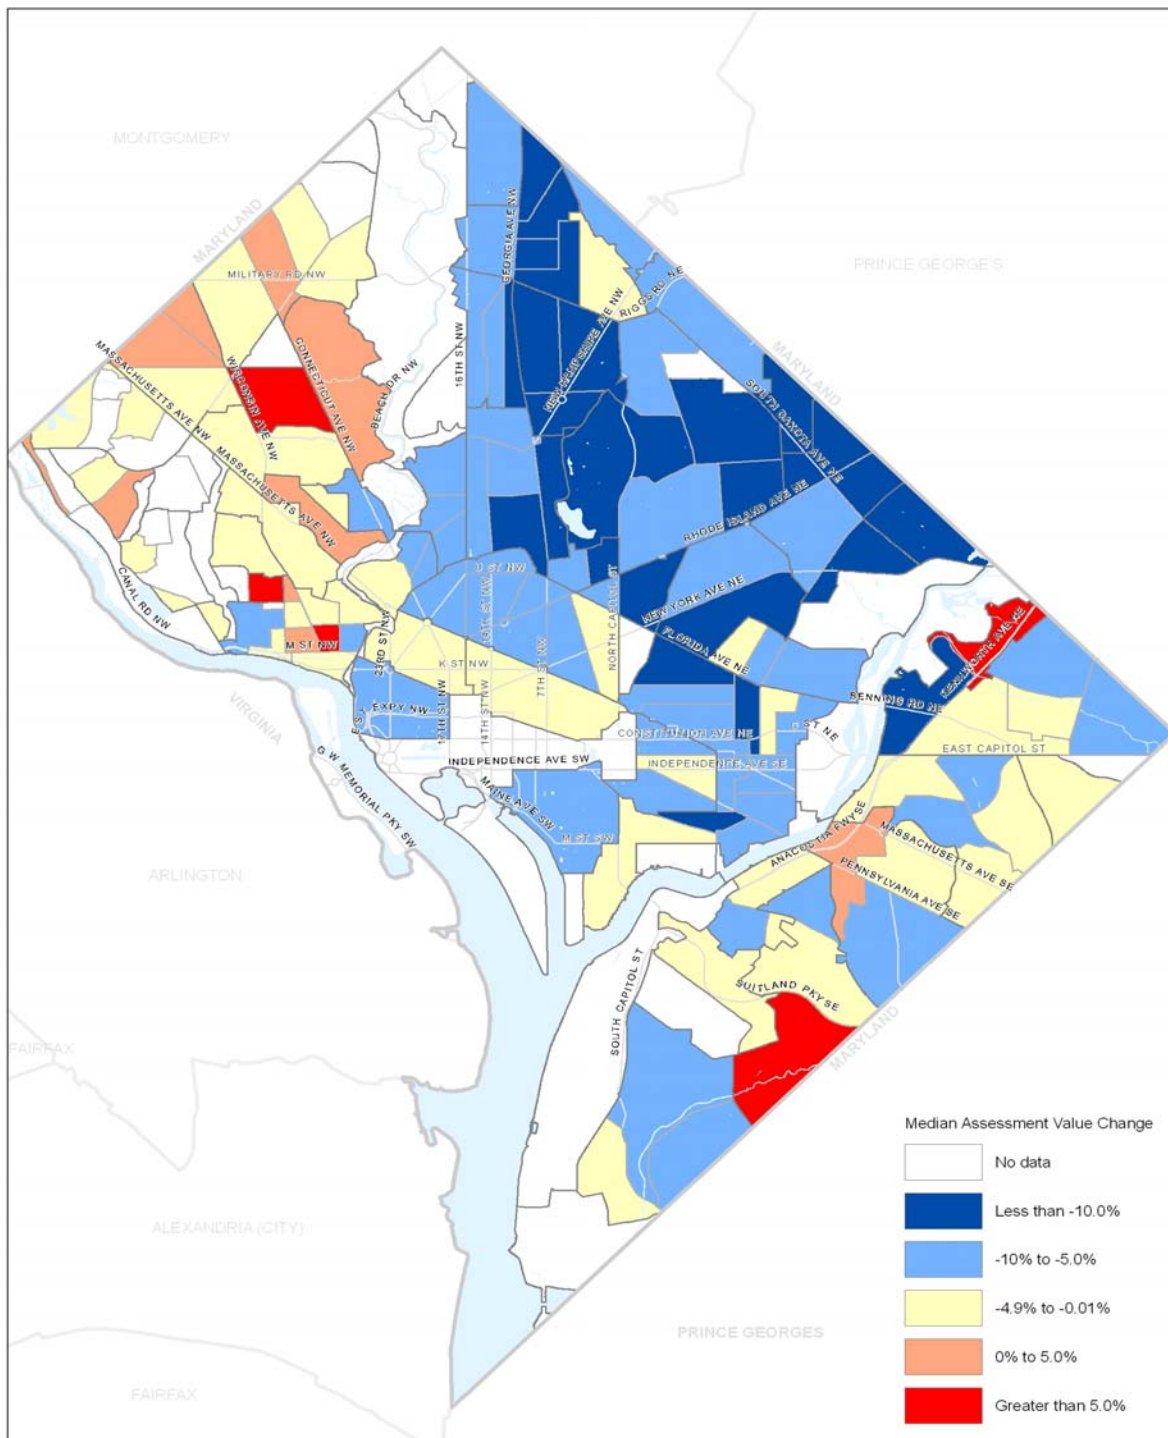 MONTGOMERY
MARYLAND
PRINCE GEORGE'S
MILITARY RD NW
GEORGIA AVE NW
RIGGS RD NE
16TH ST NW
NEW HAMPSHIRE AVE NW
MARYLAND
MASSACHUSETTS AVE NW
WISCONSIN AVE NW
CONNECTICUT AVE NW
BEACH DR NW
SOUTH DAKOTA AVE NE
MASSACHUSETTS AVE NW
RHODE ISLAND AVE NE
CANAL RD NW
U ST NW
NEW YORK AVE NE
M ST NW
23RD ST NW
K ST NW
14TH ST NW
7TH ST NW
NORTH CAPITOL ST
FLORIDA AVE NE
KENILWORTH AVE NE
BENNING RD NE
VIRGINIA
E ST
EXPY NW
17TH ST NW
14TH ST NW
CONSTITUTION AVE NE
E ST NE
EAST CAPITOL ST
INDEPENDENCE AVE SW
INDEPENDENCE AVE SE
G W MEMORIAL PKY SW
MAINE AVE SW
M ST SW
ANACOSTIA FWY SE
MASSACHUSETTS AVE SE
PENNSYLVANIA AVE SE
ARLINGTON
SOUTH CAPITOL ST
SUITLAND PKY SE
MARYLAND
FAIRFAX
ALEXANDRIA (CITY)
PRINCE GEORGES
FAIRFAX
Median Assessment Value Change
No data
Less than -10.0%
-10% to -5.0%
-4.9% to -0.01%
0% to 5.0%
Greater than 5.0%